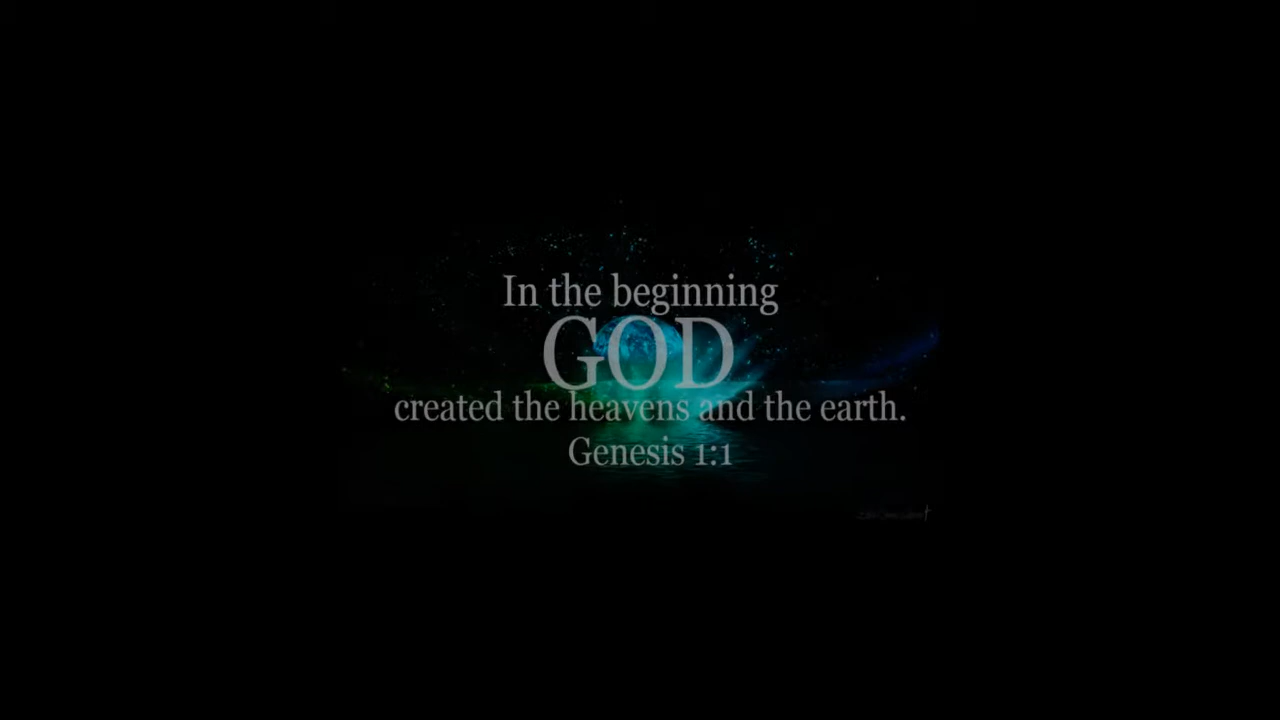 In the beginning
GOD
created the heavens and the earth.
Genesis 1:1